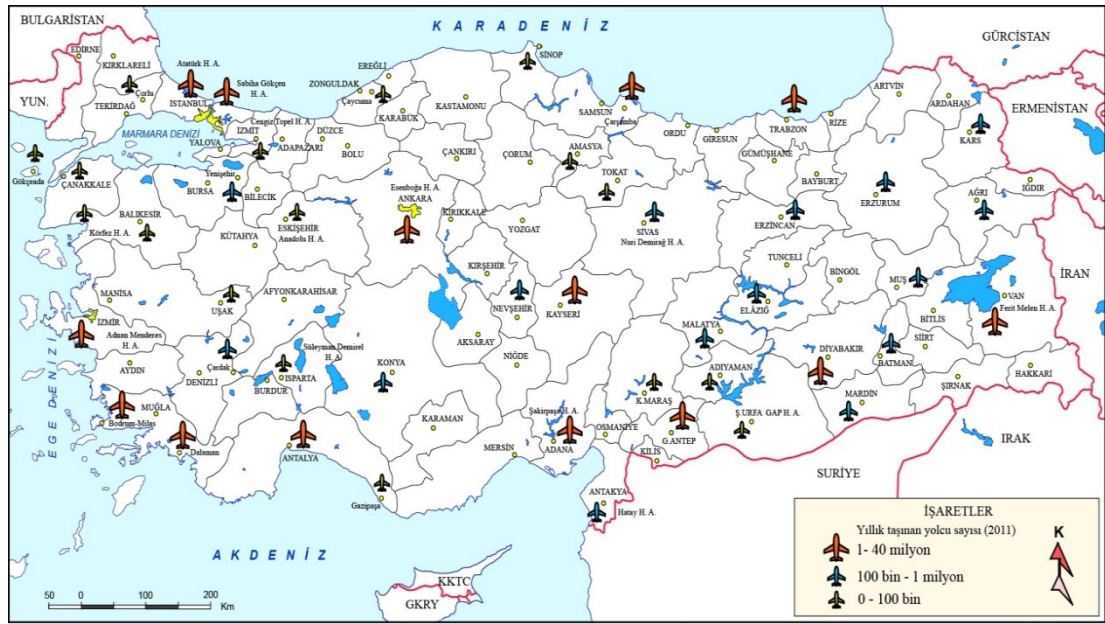 BULGARİSTAN
KARADENİZ
GÜRCİSTAN
EDİRNE
KIRKLARELİ
Atatürk H. A.
Sabiha Gökçen
H. A.
EREĞLİ
SİNOP
YUN.
Çorlu
TEKİRDAĞ
İSTANBUL
ZONGULDAK
Çaycuma
KASTAMONU
SAMSUN
Çarşamba
ARTVİN
ARDAHAN
ERMENİSTAN
MARMARA DENİZİ
İZMİT
Cengiz Topel H. A.
DÜZCE
KARABÜK
ORDU
GİRESUN
TRABZON
RİZE
KARS
YALOVA
ADAPAZARI
BOLU
ÇANKIRI
ÇORUM
AMASYA
GÜMÜŞHANE
Gökçeada
ÇANAKKALE
Yenişehir
BURSA
BİLECİK
Esenboğa H. A.
ANKARA
TOKAT
BAYBURT
ERZURUM
AĞRI
IĞDIR
BALIKESİR
Körfez H. A.
ESKİŞEHİR
Anadolu H. A.
KIRIKKALE
YOZGAT
SİVAS
Nuri Demirağ H. A.
ERZİNCAN
KÜTAHYA
TUNCELİ
BİNGÖL
İRAN
KIRŞEHİR
MANİSA
UŞAK
AFYONKARAHİSAR
NEVŞEHİR
KAYSERİ
ELÂZIĞ
MUŞ
VAN
Ferit Melen H. A.
BİTLİS
İZMİR
Adnan Menderes
H. A.
AKSARAY
MALATYA
SİİRT
Çardak
Süleyman Demirel
H. A.
KONYA
NİĞDE
DİYABAKIR
BATMAN
AYDIN
DENİZLİ
ISPARTA
BURDUR
ADIYAMAN
ŞIRNAK
HAKKARİ
EGE DENİZİ
K.MARAŞ
MARDİN
MUĞLA
Bodrum-Milas
KARAMAN
Şakirpaşa H. A.
Ş.URFA GAP H. A.
OSMANİYE
G.ANTEP
IRAK
Dalaman
ANTALYA
MERSİN
ADANA
KİLİS
SURİYE
Gazipaşa
ANTAKYA
Hatay H. A.
AKDENİZ
KKTC
GKRY
50 0 100 200
Km
İŞARETLER
Yıllık taşınan yolcu sayısı (2011)
K
1- 40 milyon
100 bin - 1 milyon
0 - 100 bin